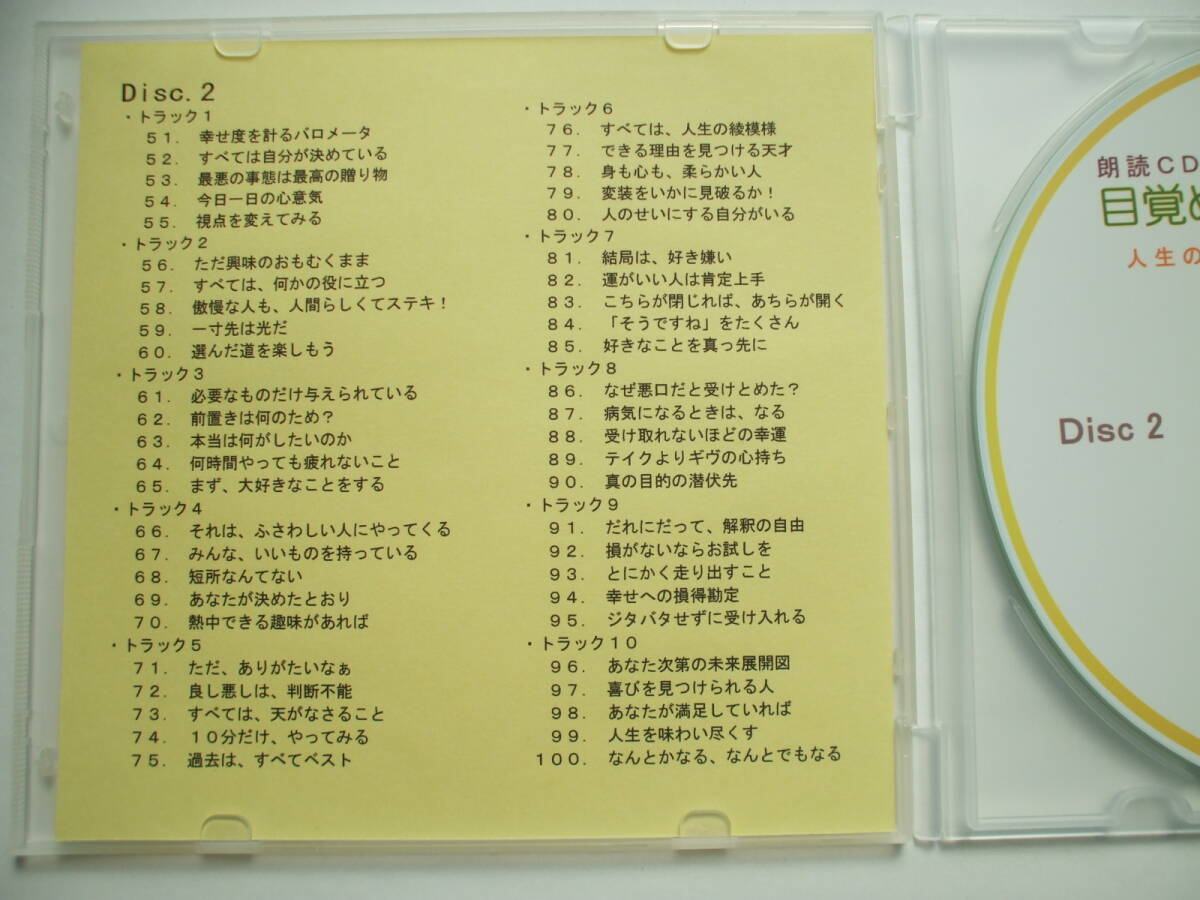 Disc.2
・トラック1
51. 幸せ度を計るバロメータ
52. すべては自分が決めている
53. 最悪の事態は最高の贈り物
54. 今日一日の心意気
55. 視点を変えてみる
・トラック2
56. ただ興味のおもむくまま
57. すべては、何かの役に立つ
58. 傲慢な人も、人間らしくてステキ!
59. 一寸先は光だ
60. 選んだ道を楽しもう
・トラック3
61. 必要なものだけ与えられている
62. 前置きは何のため?
63. 本当は何がしたいのか
64. 何時間やっても疲れないこと
65. まず、大好きなことをする
・トラック4
66. それは、ふさわしい人にやってくる
67. みんな、いいものを持っている
68. 短所なんてない
69. あなたが決めたとおり
70. 熱中できる趣味があれば
・トラック5
71. ただ、ありがたいなぁ
72. 良し悪しは、判断不能
73. すべては、天がなさること
74. 10分だけ、やってみる
75. 過去は、すべてベスト
・トラック6
76. すべては、人生の綾模様
77. できる理由を見つける天才
78. 身も心も、柔らかい人
79. 変装をいかに見破るか!
80. 人のせいにする自分がいる
・トラック7
81. 結局は、好き嫌い
82. 運がいい人は肯定上手
83. こちらが閉じれば、あちらが開く
84. 「そうですね」をたくさん
85. 好きなことを真っ先に
・トラック8
86. なぜ悪口だと受けとめた?
87. 病気になるときは、なる
88. 受け取れないほどの幸運
89. テイクよりギヴの心持ち
90. 真の目的の潜伏先
・トラック9
91. だれにだって、解釈の自由
92. 損がないならお試しを
93. とにかく走り出すこと
94. 幸せへの損得勘定
95. ジタバタせずに受け入れる
・トラック10
96. あなた次第の未来展開図
97. 喜びを見つけられる人
98. あなたが満足していれば
99. 人生を味わい尽くす
100. なんとかなる、なんとでもなる
朗読CD
目覚め
人生の
Disc 2